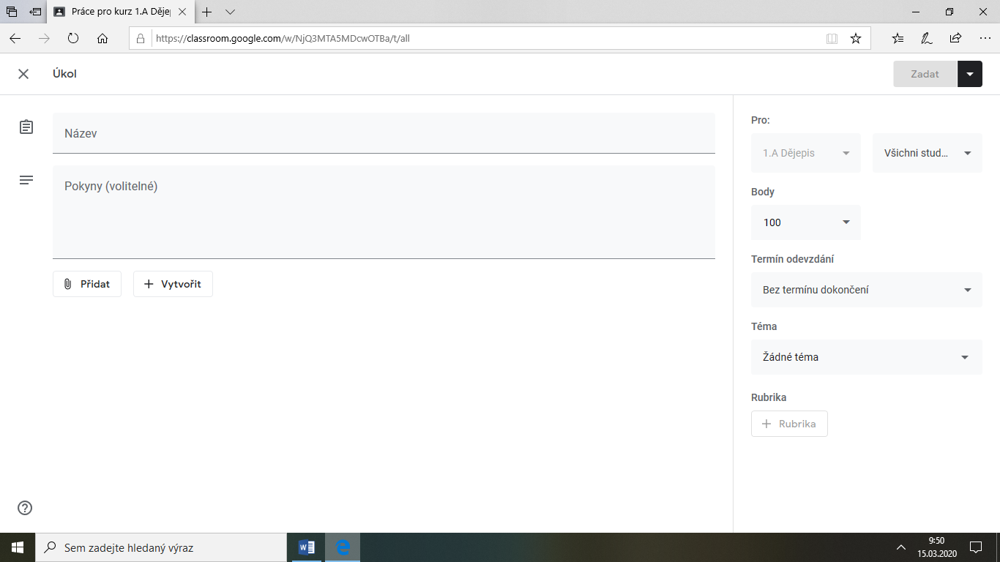 Práce pro kurz 1.A Děje
https://classroom.google.com/w/NjQ3MTA5MDcwOTBa/t/all
Úkol
Zadat
Název
Pokyny (volitelné)
Přidat
Vytvořit
Pro:
1.A Dějepis
Všichni stud...
Body
100
Termín odevzdání
Bez termínu dokončení
Téma
Žádné téma
Rubrika
Rubrika
Sem zadejte hledaný výraz
9:50
15.03.2020